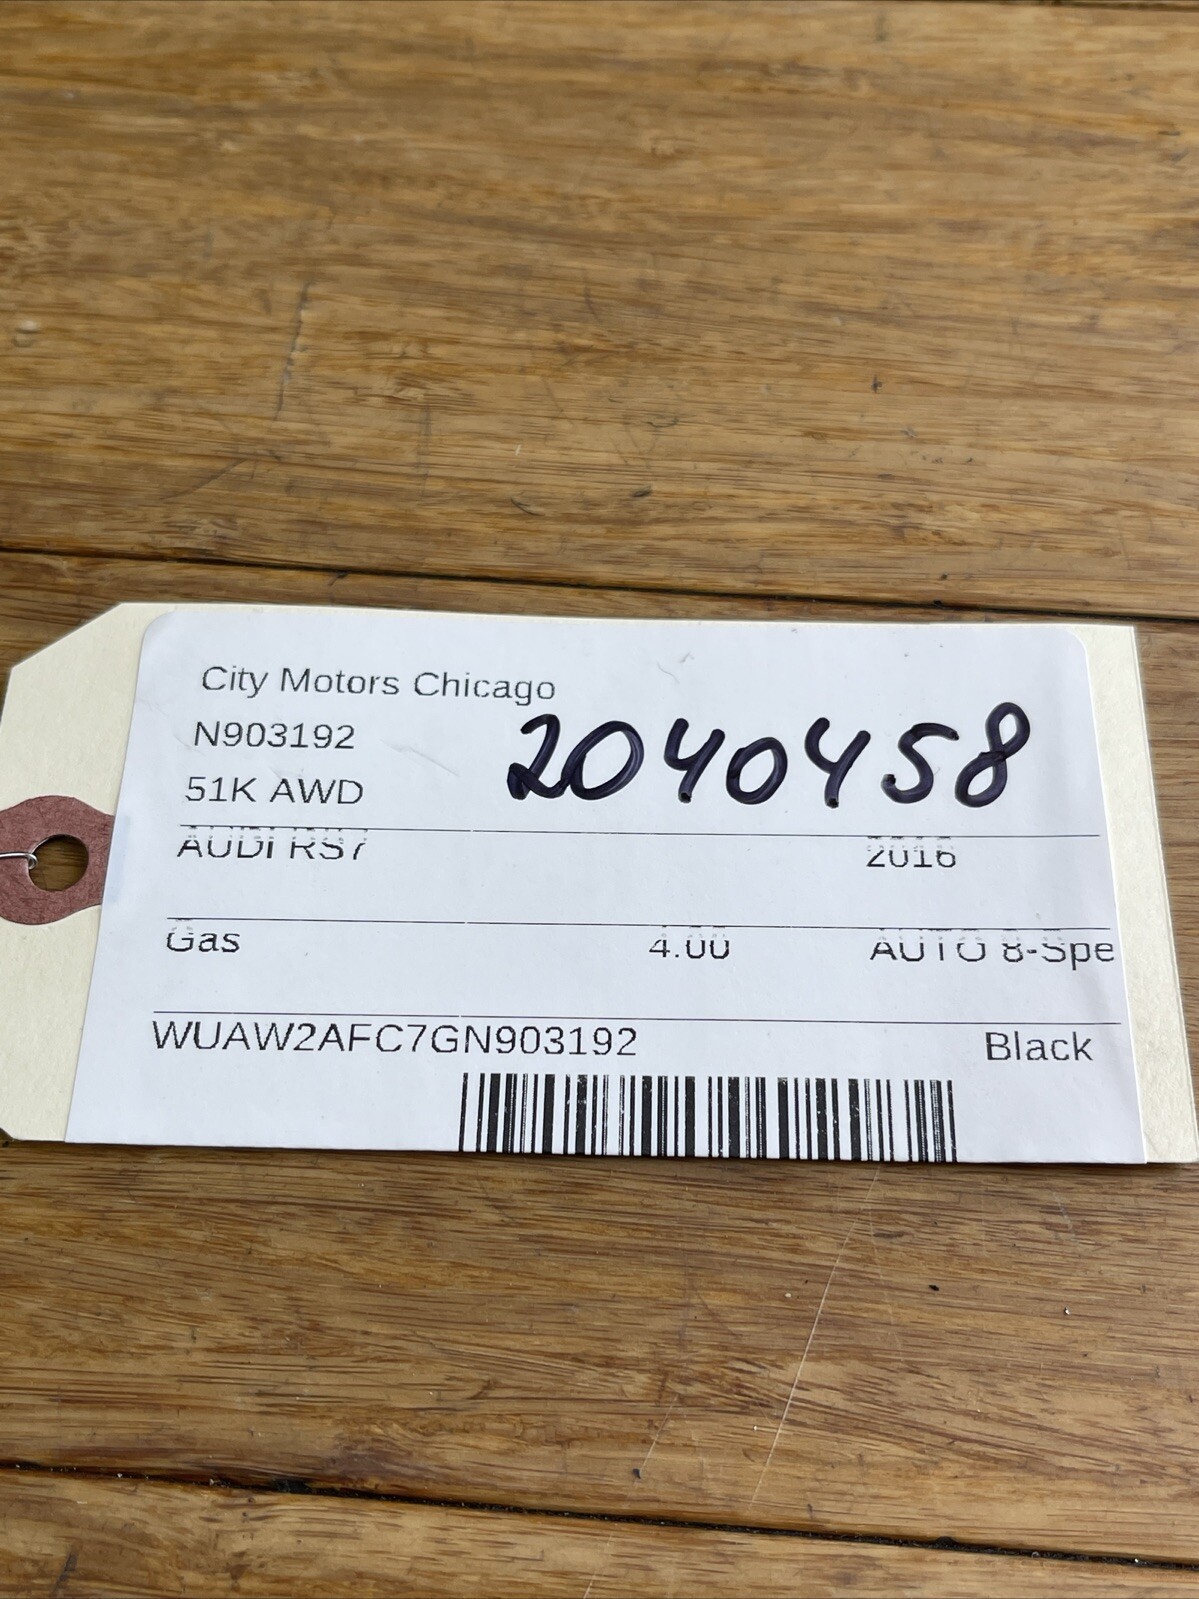 City Motors Chicago
N903192
2040458
51K AWD
AUDI RS7 2016
Gas 4.00 AUTO 8-Spe
WUAW2AFC7GN903192 Black